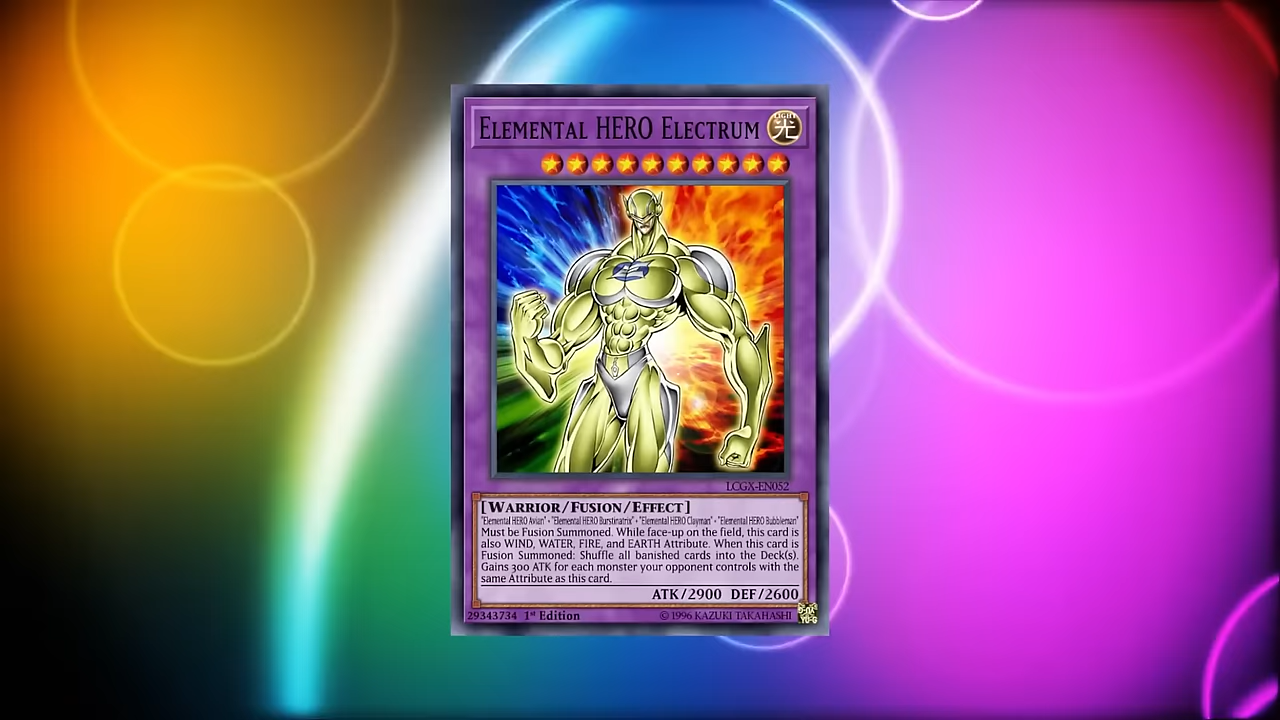 Elemental HERO Electrum
LIGHT
光
LCGX-EN052
[Warrior/Fusion/Effect]
"Elemental HERO Avian" + "Elemental HERO Burstinatrix" + "Elemental HERO Clayman" + "Elemental HERO Bubbleman"
Must be Fusion Summoned. While face-up on the field, this card is
also WIND, WATER, FIRE, and EARTH Attribute. When this card is
Fusion Summoned: Shuffle all banished cards into the Deck(s).
Gains 300 ATK for each monster your opponent controls with the
same Attribute as this card.
ATK/2900 DEF/2600
29343734 1st Edition
© 1996 KAZUKI TAKAHASHI